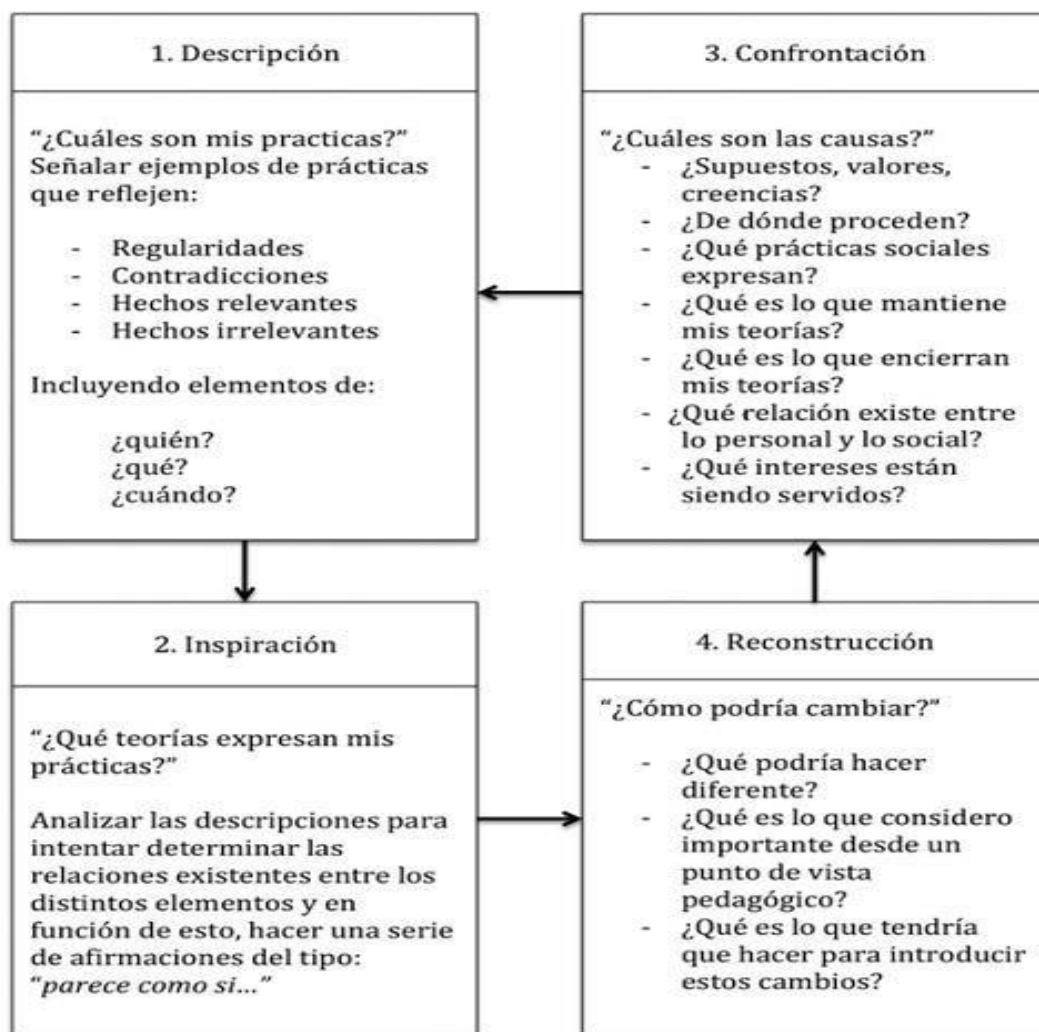 1. Descripción
“¿Cuáles son mis practicas?”
Señalar ejemplos de prácticas
que reflejen:
- Regularidades
- Contradicciones
- Hechos relevantes
- Hechos irrelevantes
Incluyendo elementos de:
¿quién?
¿qué?
¿cuándo?
2. Inspiración
“¿Qué teorías expresan mis
prácticas?”
Analizar las descripciones para
intentar determinar las
relaciones existentes entre los
distintos elementos y en
función de esto, hacer una serie
de afirmaciones del tipo:
“parece como si...”
3. Confrontación
“¿Cuáles son las causas?”
- ¿Supuestos, valores,
creencias?
- ¿De dónde proceden?
- ¿Qué prácticas sociales
expresan?
- ¿Qué es lo que mantiene
mis teorías?
- ¿Qué es lo que encierran
mis teorías?
- ¿Qué relación existe entre
lo personal y lo social?
- ¿Qué intereses están
siendo servidos?
4. Reconstrucción
“¿Cómo podría cambiar?”
- ¿Qué podría hacer
diferente?
- ¿Qué es lo que considero
importante desde un
punto de vista
pedagógico?
- ¿Qué es lo que tendría
que hacer para introducir
estos cambios?